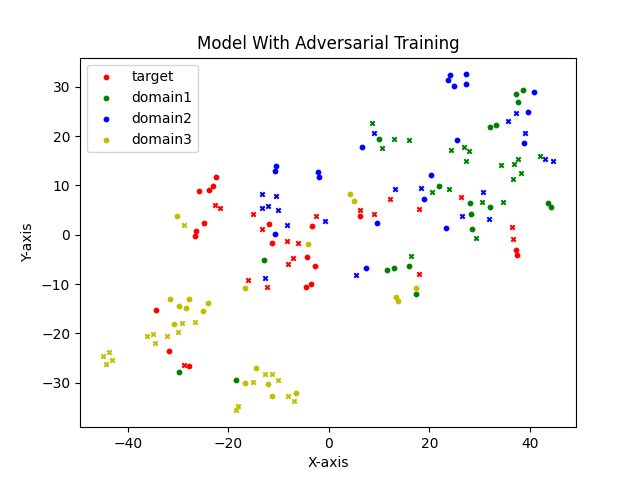 Model With Adversarial Training
target
domain1
domain2
domain3
30
20
10
0
−10
−20
−30
Y-axis
−40
−20
0
20
40
X-axis